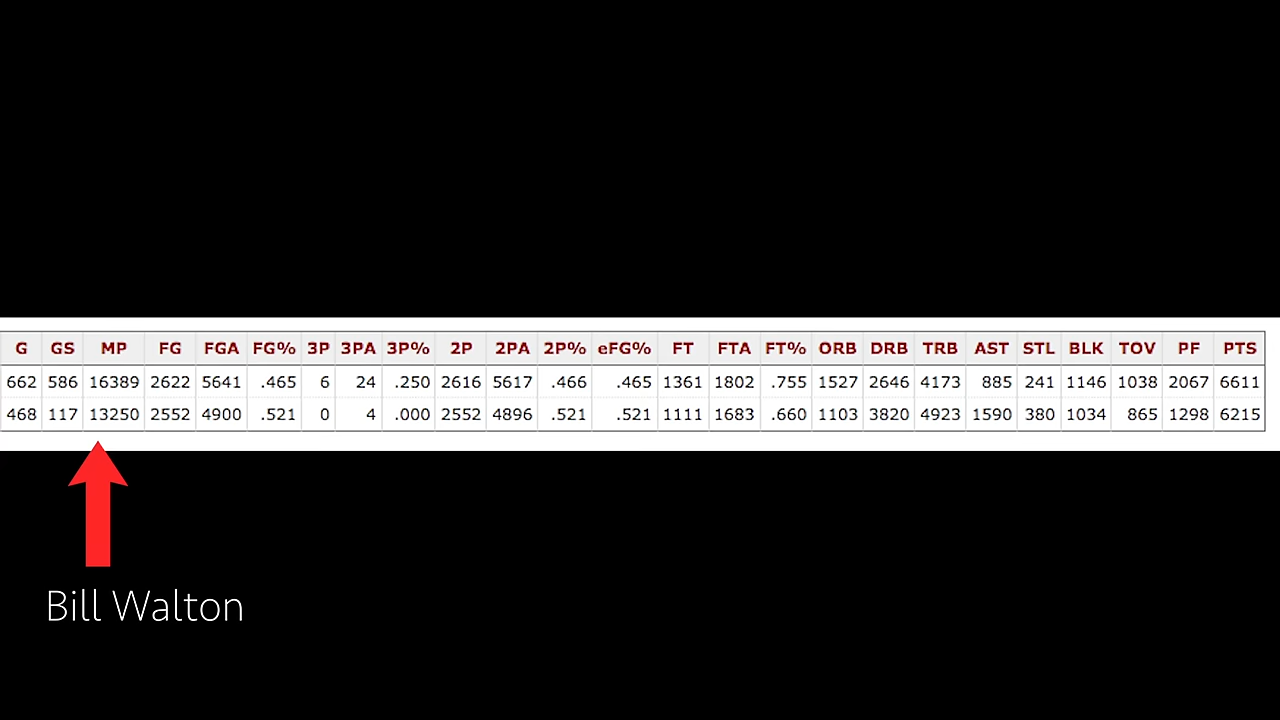 G GS MP FG FGA FG% 3P 3PA 3P% 2P 2PA 2P% eFG% FT FTA FT% ORB DRB TRB AST STL BLK TOV PF PTS
662 586 16389 2622 5641 .465 6 24 .250 2616 5617 .466 .465 1361 1802 .755 1527 2646 4173 885 241 1146 1038 2067 6611
468 117 13250 2552 4900 .521 0 4 .000 2552 4896 .521 .521 1111 1683 .660 1103 3820 4923 1590 380 1034 865 1298 6215
Bill Walton